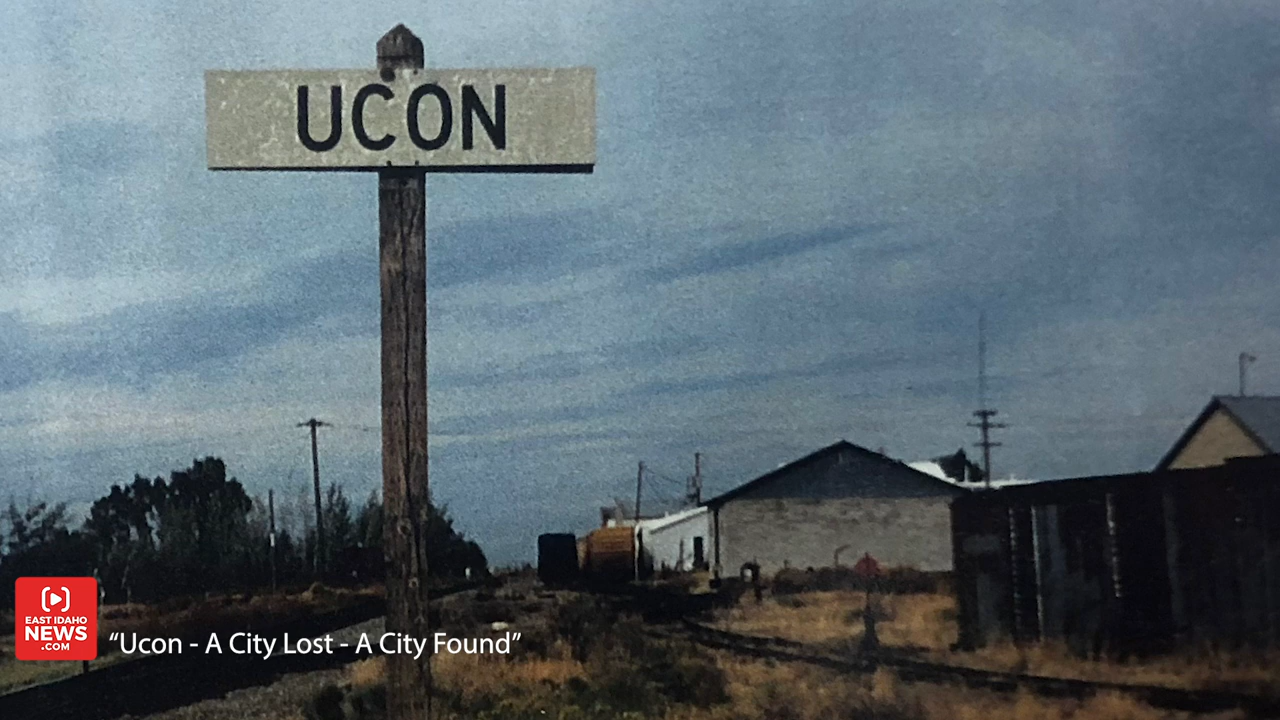 UCON
EAST IDAHO
NEWS
.COM
“Ucon - A City Lost - A City Found”